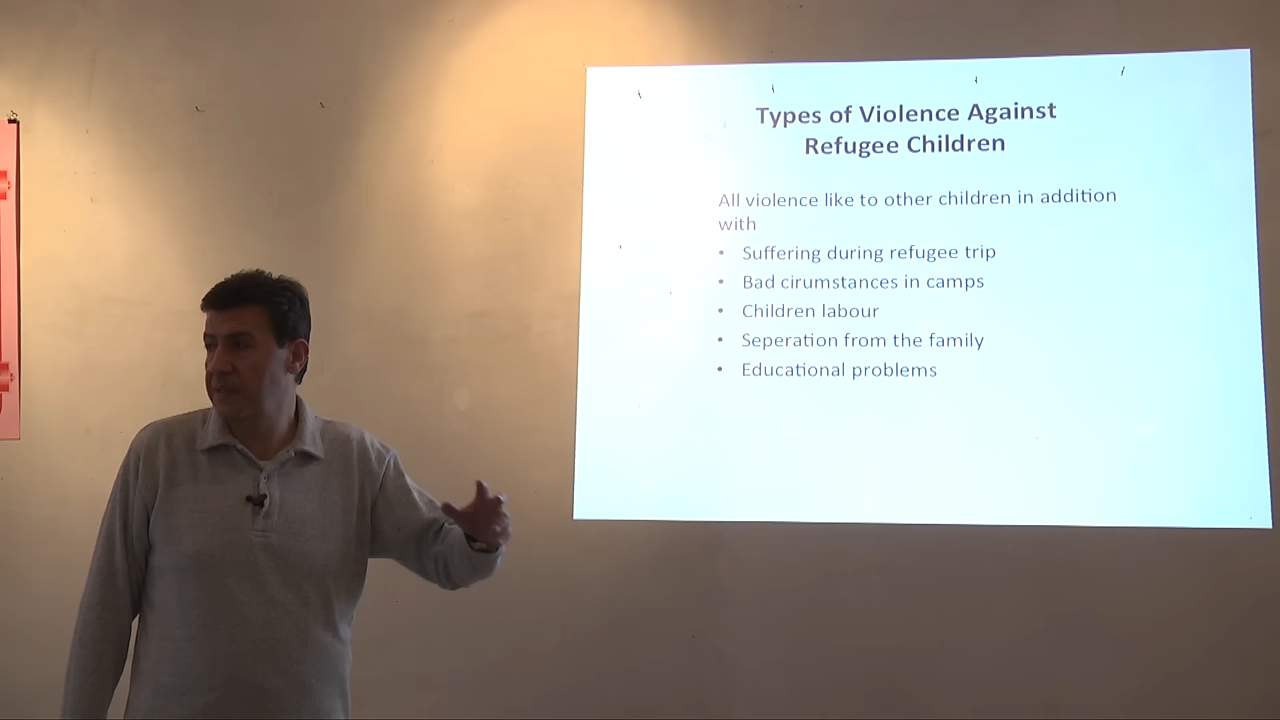 Types of Violence Against
Refugee Children
All violence like to other children in addition
with
• Suffering during refugee trip
• Bad cirumstances in camps
• Children labour
• Seperation from the family
• Educational problems